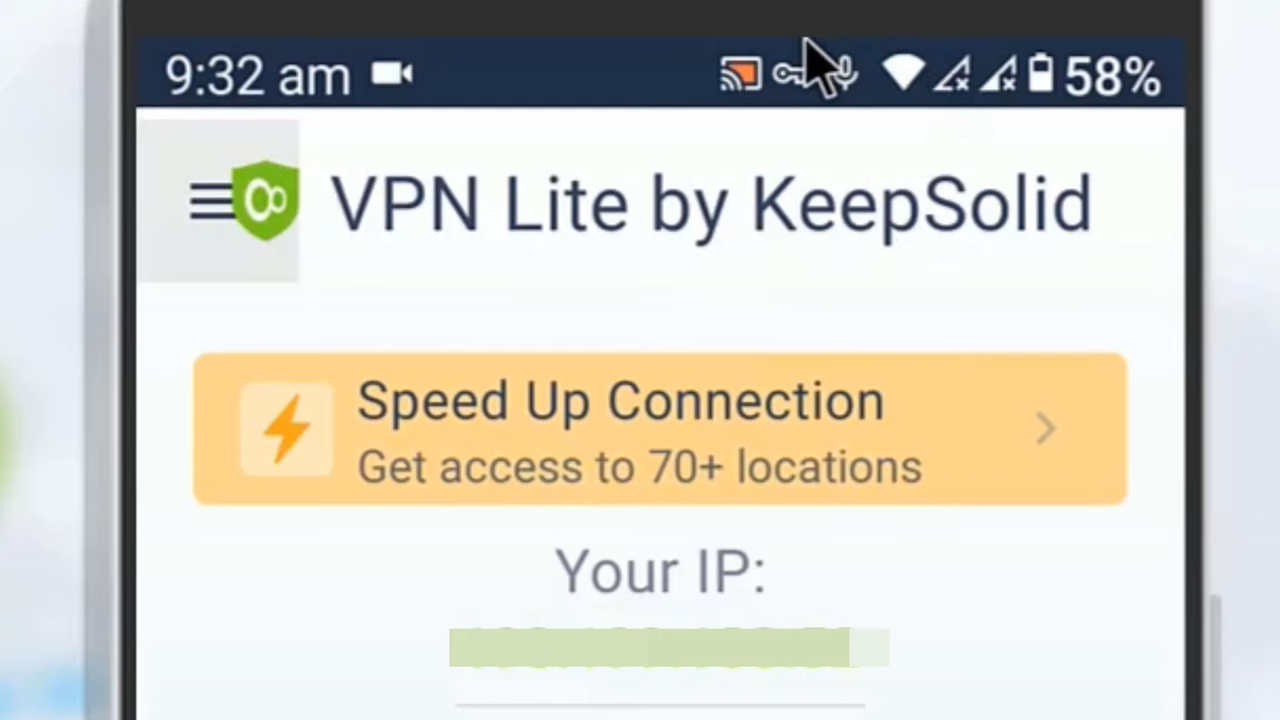 9:32 am 58%
VPN Lite by KeepSolid
Speed Up Connection
Get access to 70+ locations
Your IP: